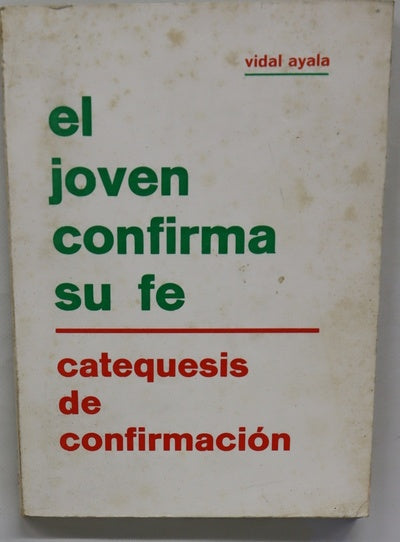 vidal ayala
el
joven
confirma
su fe
catequesis
de
confirmación